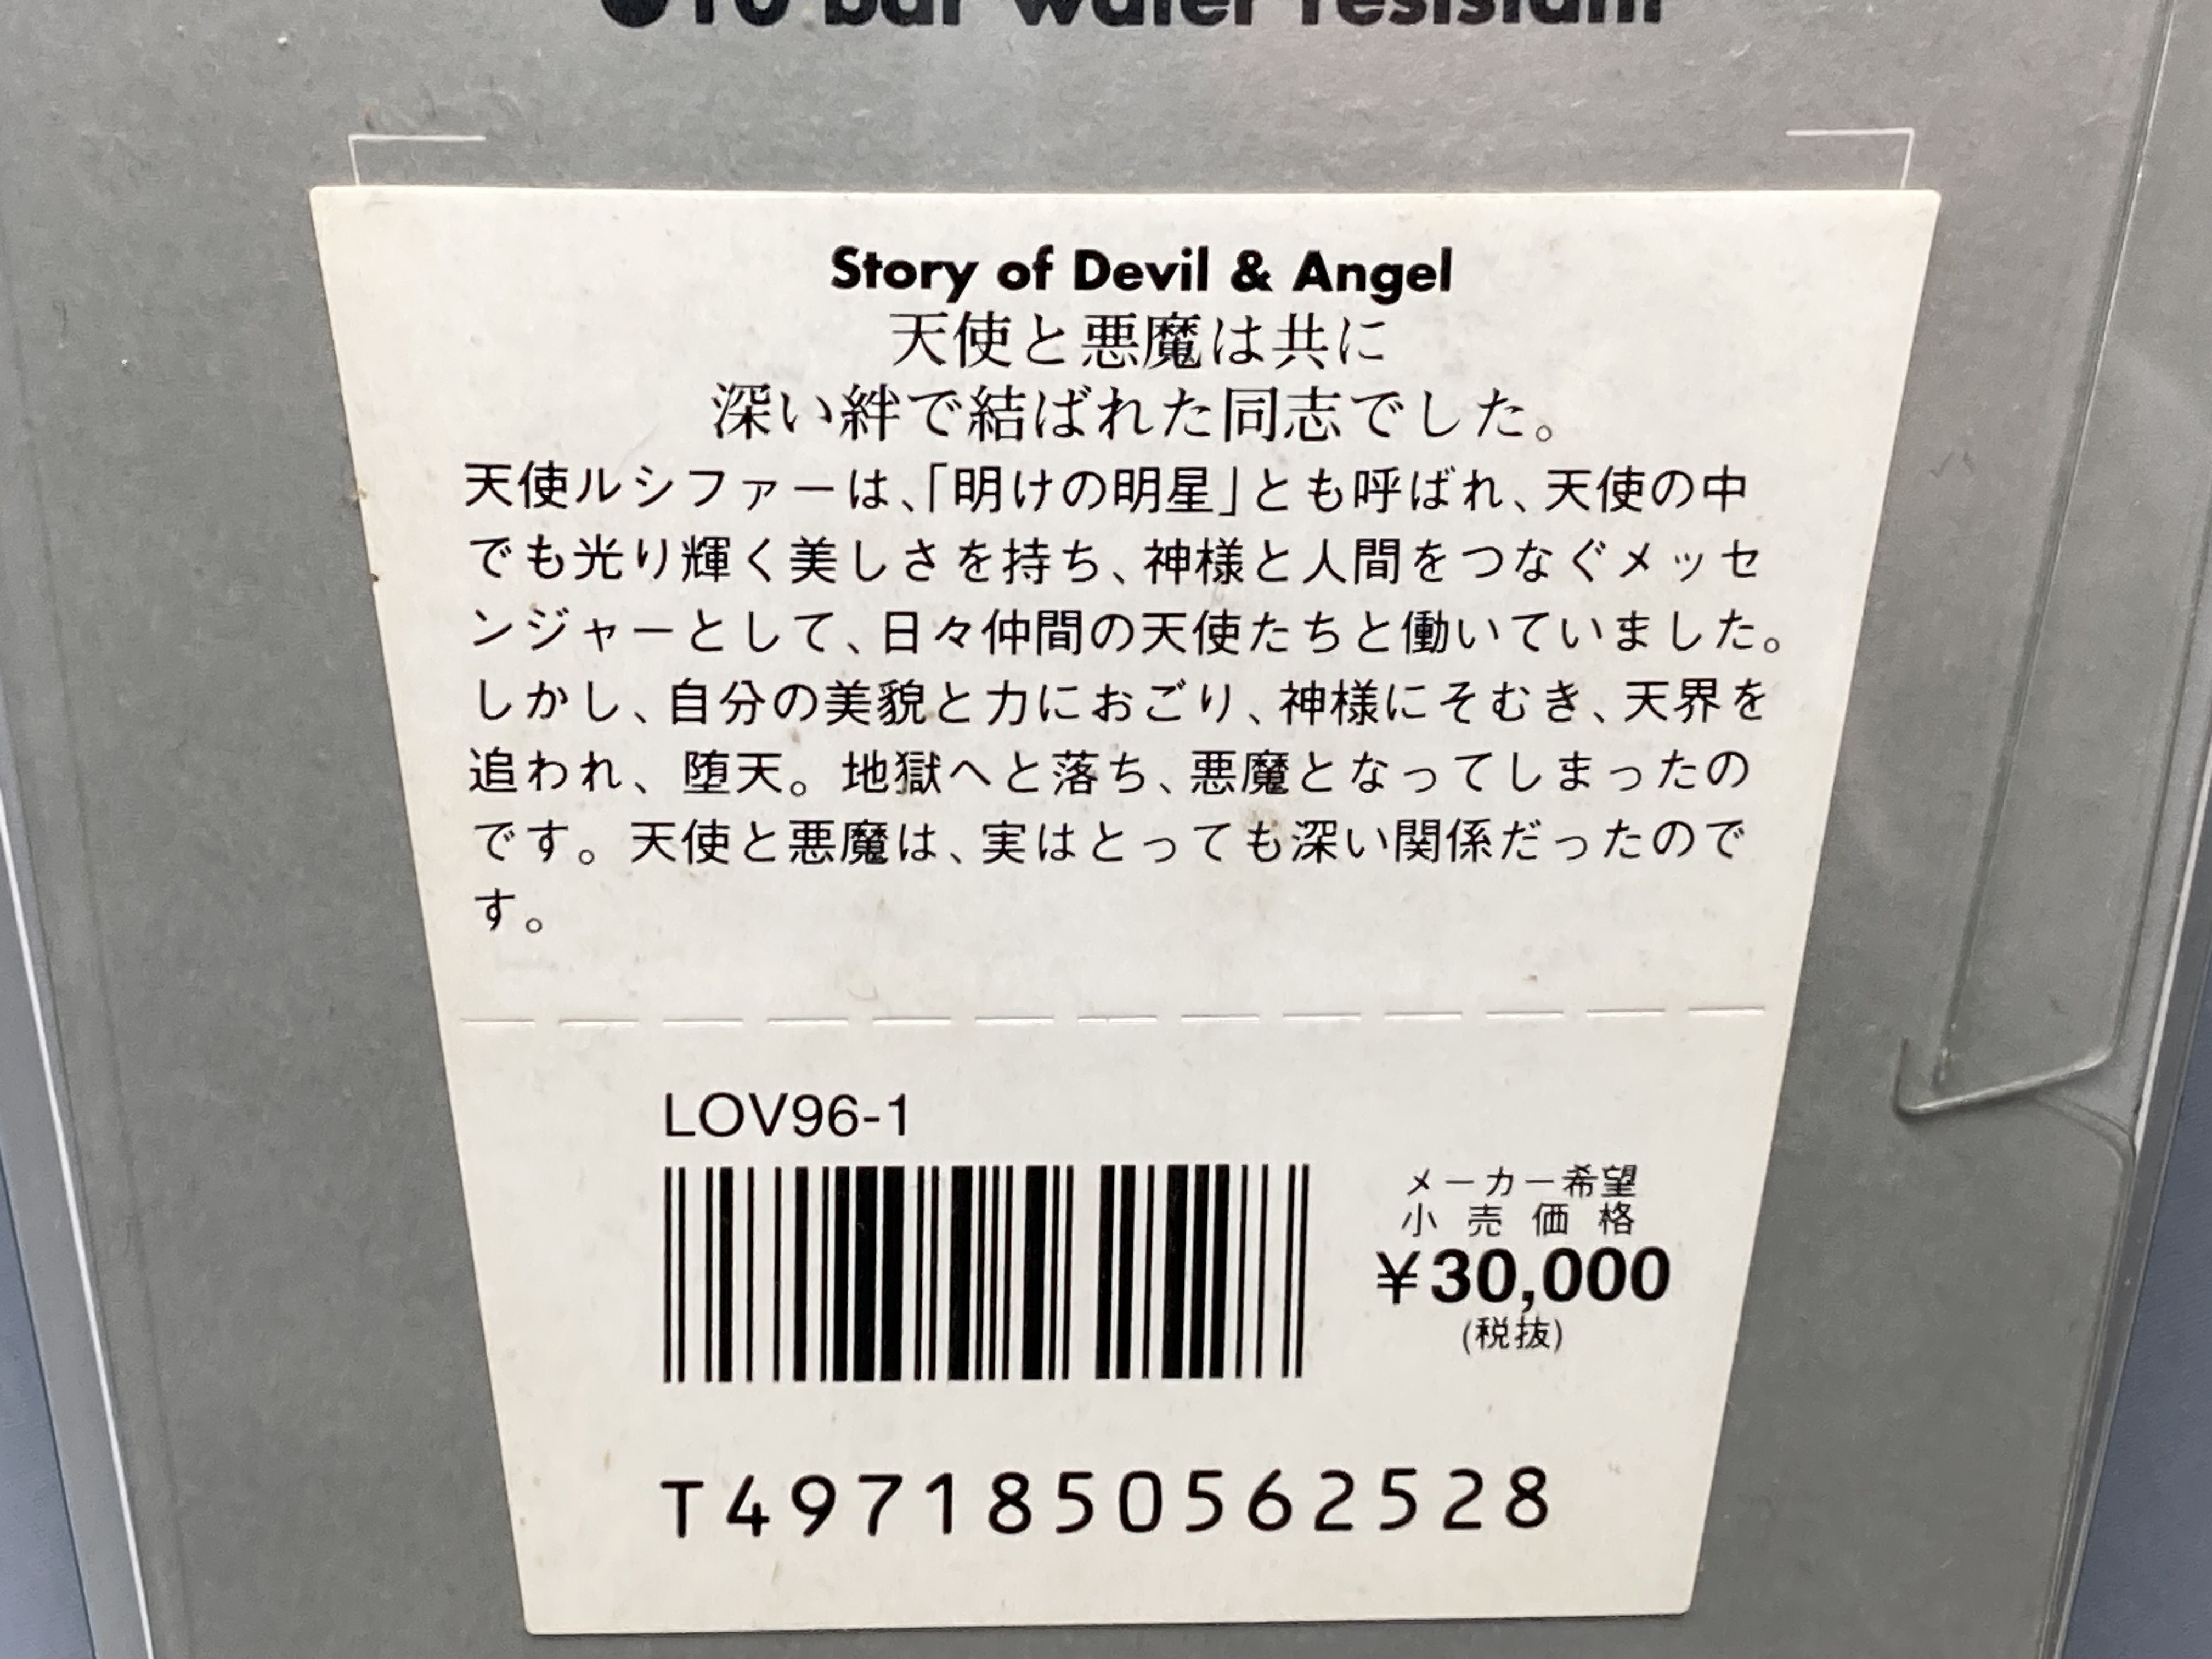 ●10 bar water resistant
Story of Devil & Angel
天使と悪魔は共に
深い絆で結ばれた同志でした。
天使ルシファーは、「明けの明星」とも呼ばれ、天使の中
でも光り輝く美しさを持ち、神様と人間をつなぐメッセ
ンジャーとして、日々仲間の天使たちと働いていました。
しかし、自分の美貌と力におごり、神様にそむき、天界を
追われ、堕天。地獄へと落ち、悪魔となってしまったの
です。天使と悪魔は、実はとっても深い関係だったので
す。
LOV96-1
メーカー希望
小売価格
¥30,000
(税抜)
T4971850562528